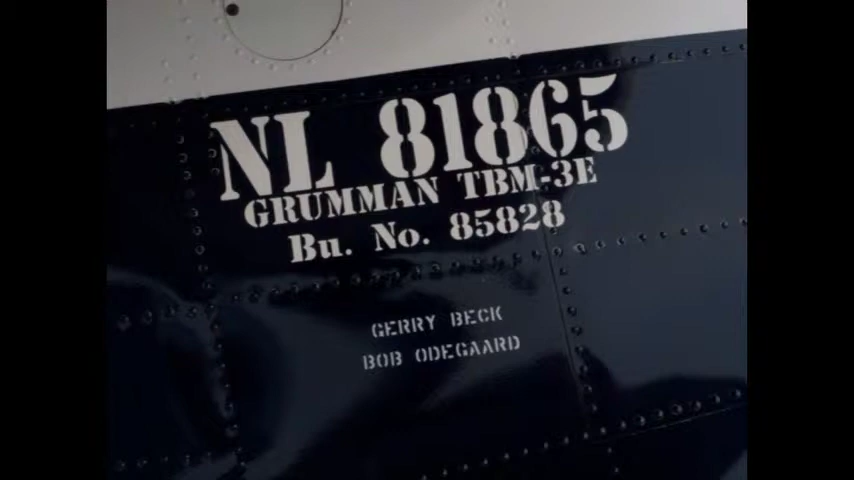 NL 81865
GRUMMAN TBM-3E
Bu. No. 85828
GERRY BECK
BOB ODEGAARD